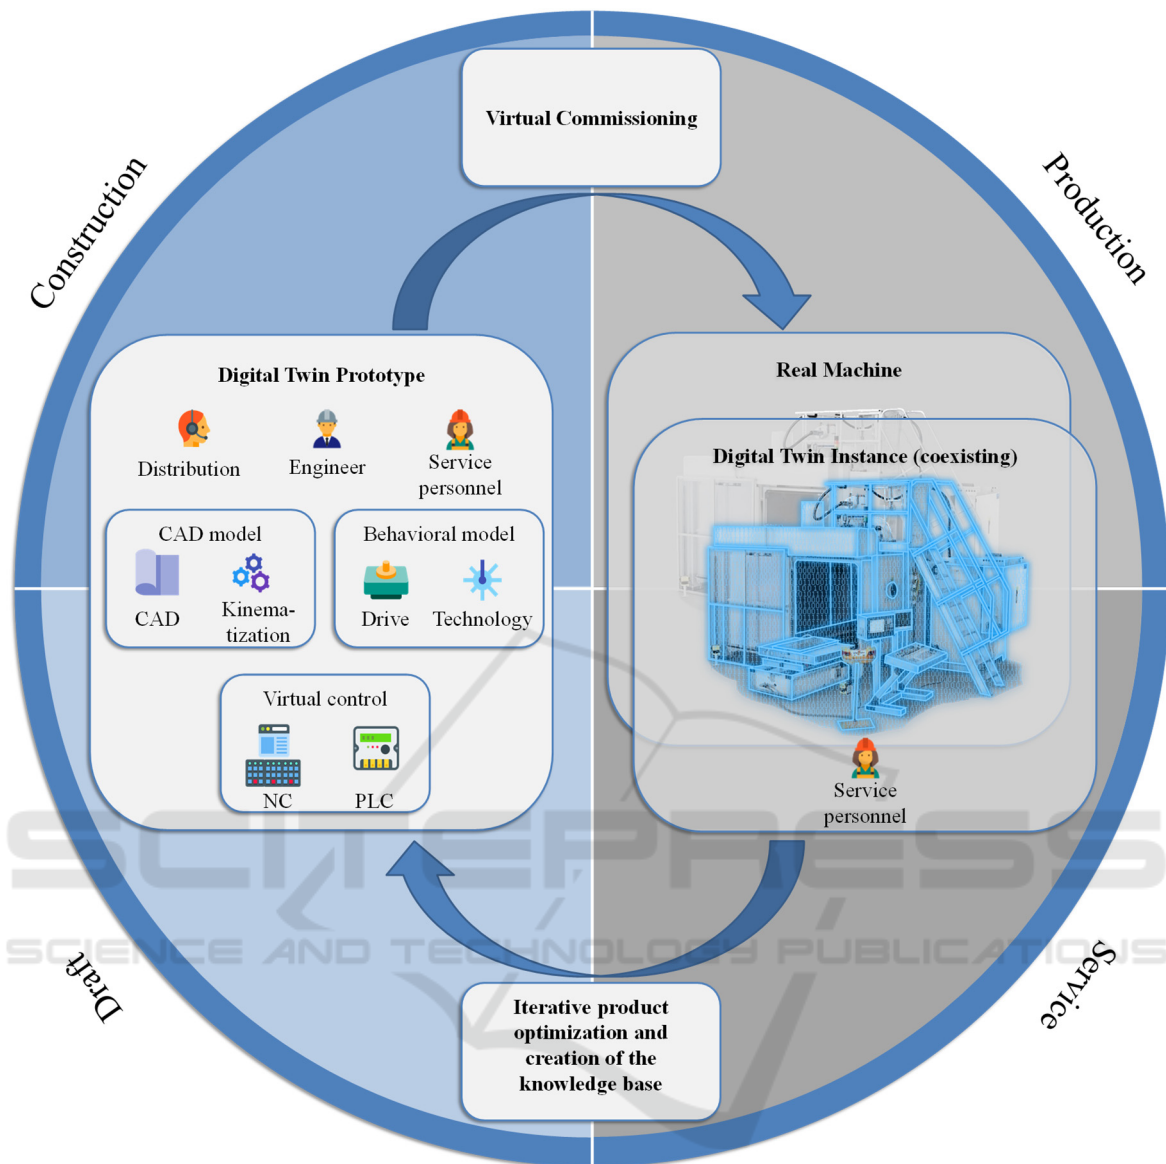 Virtual Commissioning
Construction
Production
Digital Twin Prototype
Distribution
Engineer
Service
personnel
CAD model
CAD
Kinema-
tization
Behavioral model
Drive
Technology
Virtual control
NC
PLC
Real Machine
Digital Twin Instance (coexisting)
Service
personnel
SCITEPRESS
SCIENCE AND TECHNOLOGY PUBLICATIONS
Draft
Service
Iterative product
optimization and
creation of the
knowledge base